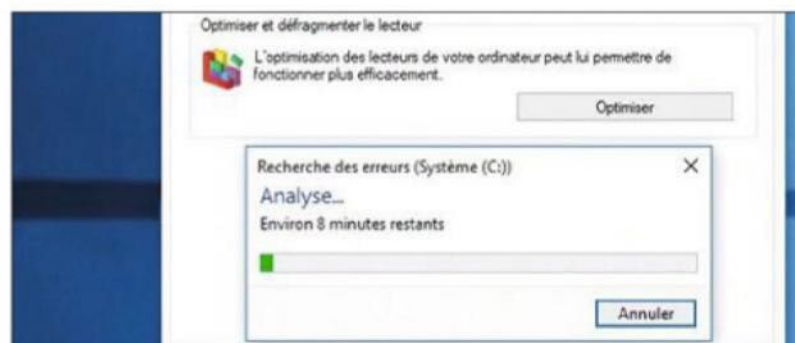 Optimiser et défragmenter le lecteur
L'optimisation des lecteurs de votre ordinateur peut lui permettre de
fonctionner plus efficacement.
Optimiser
Recherche des erreurs (Système (C:))
Analyse...
Environ 8 minutes restants
Annuler